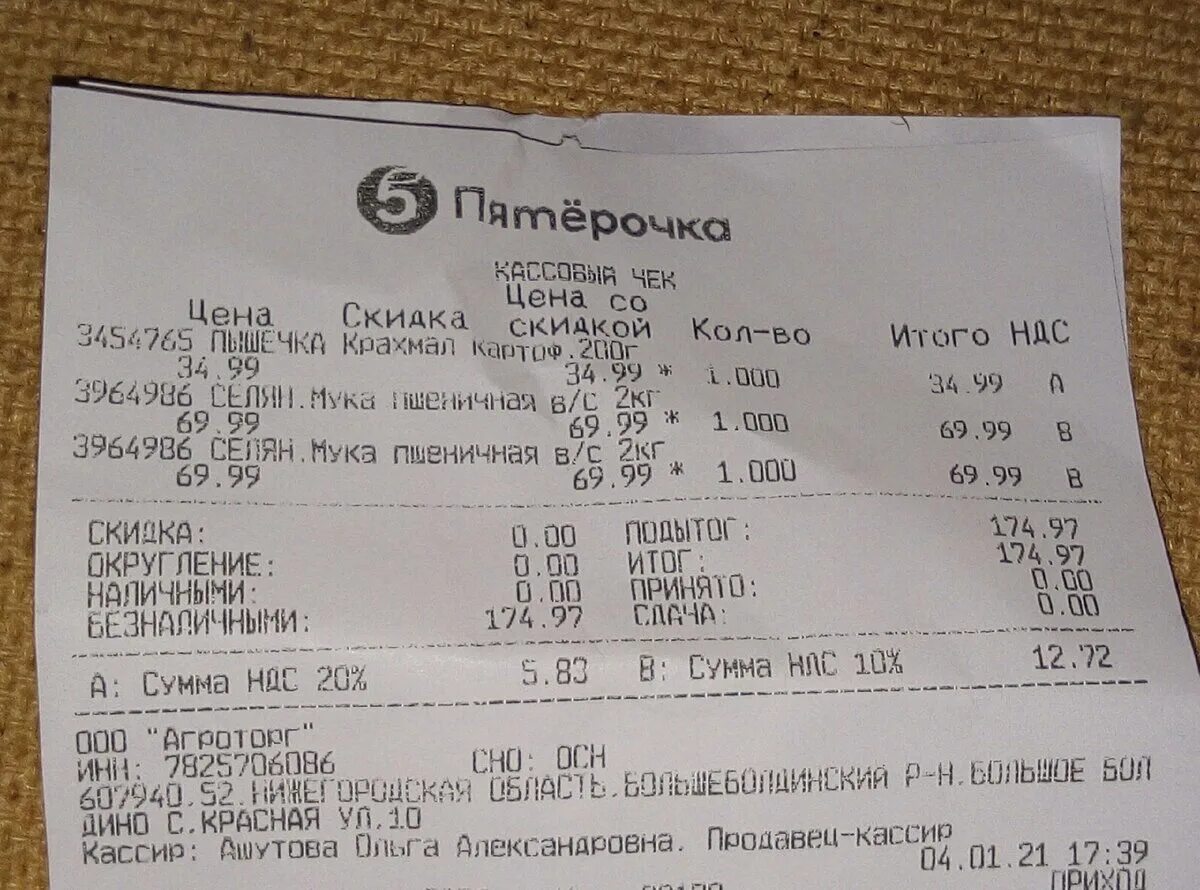 5 Пятёрочка
КАССОВЫЙ ЧЕК
Цена Скидка Цена со скидкой Кол-во Итого НДС
3454765 ПЫШЕЧКА Крахмал картоф.200г
34.99 34.99 * 1.000 34.99 А
3964986 СЕЛЯН.Мука пшеничная в/с 2кг
69.99 69.99 * 1.000 69.99 В
3964986 СЕЛЯН.Мука пшеничная в/с 2кг
69.99 69.99 * 1.000 69.99 В
СКИДКА: 0.00 ПОДЫТОГ: 174.97
ОКРУГЛЕНИЕ: 0.00 ИТОГ: 174.97
НАЛИЧНЫМИ: 0.00 ПРИНЯТО: 0.00
БЕЗНАЛИЧНЫМИ: 174.97 СДАЧА: 0.00
А: Сумма НДС 20% 5.83 В: Сумма НДС 10% 12.72
ООО "Агроторг"
ИНН: 7825706086 СНО: ОСН
607940.52.НИЖЕГОРОДСКАЯ ОБЛАСТЬ.БОЛЬШЕБОЛДИНСКИЙ Р-Н.БОЛЬШОЕ БОЛ
ДИНО С.КРАСНАЯ УЛ.10
Кассир: Ашутова Ольга Александровна. Продавец-кассир
04.01.21 17:39
ПРИХОД